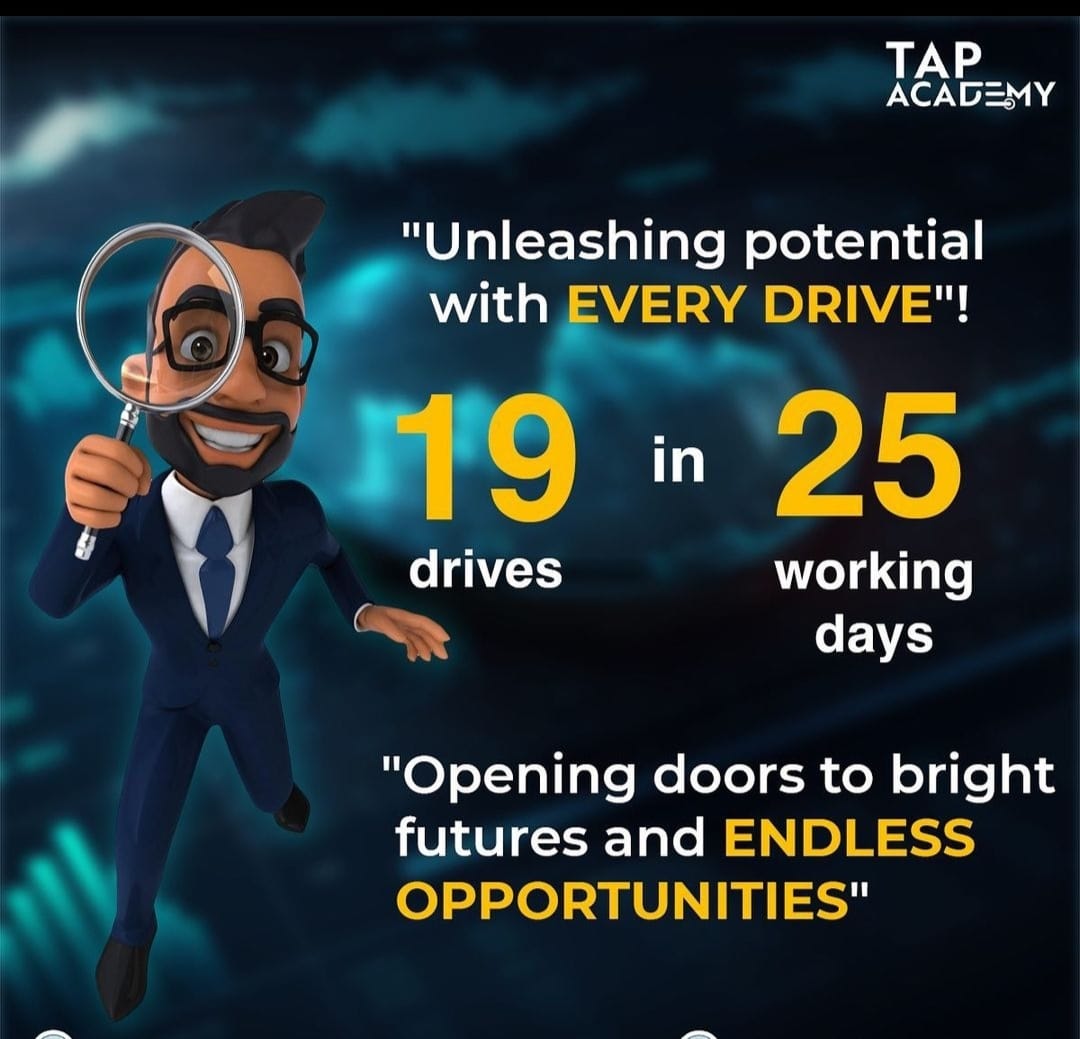 TAP
ACADEMY
"Unleashing potential
with EVERY DRIVE"!
19 in 25
drives
working
days
"Opening doors to bright
futures and ENDLESS
OPPORTUNITIES"